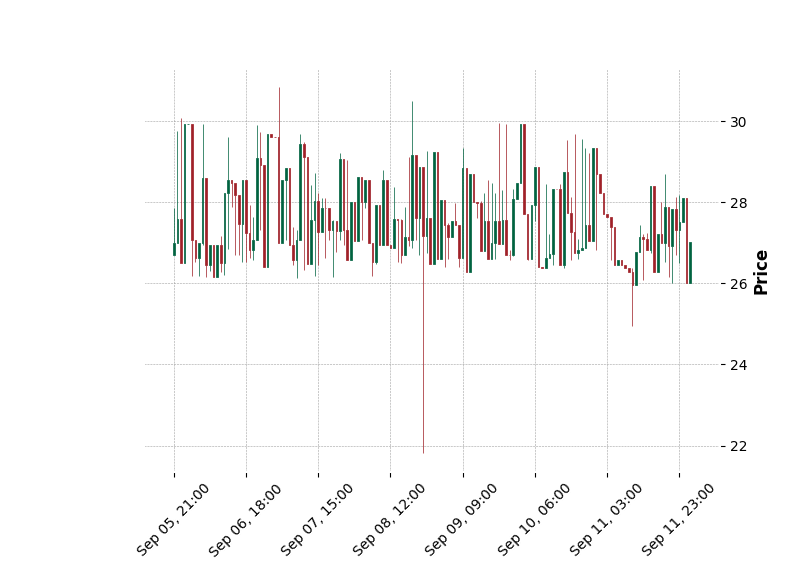 30
28
26
24
22
Price
Sep 05, 21:00
Sep 06, 18:00
Sep 07, 15:00
Sep 08, 12:00
Sep 09, 09:00
Sep 10, 06:00
Sep 11, 03:00
Sep 11, 23:00